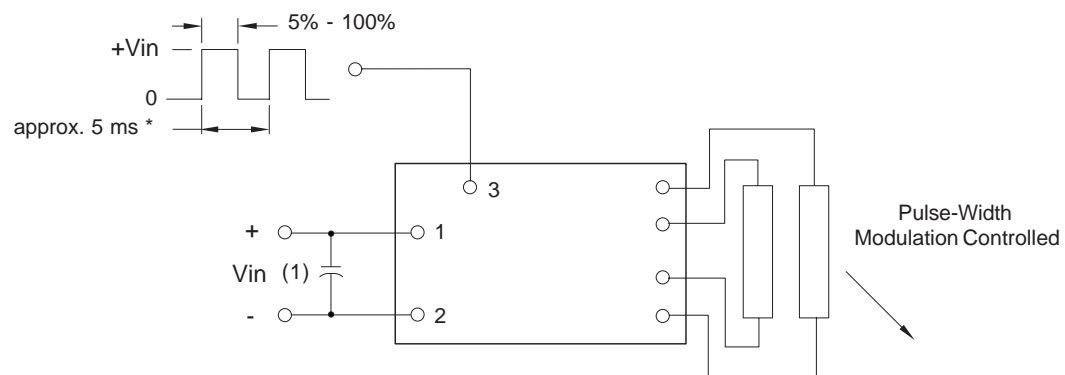 5% - 100%
+Vin
0
approx. 5 ms *
3
+
1
Vin (1)
-
2
Pulse-Width
Modulation Controlled